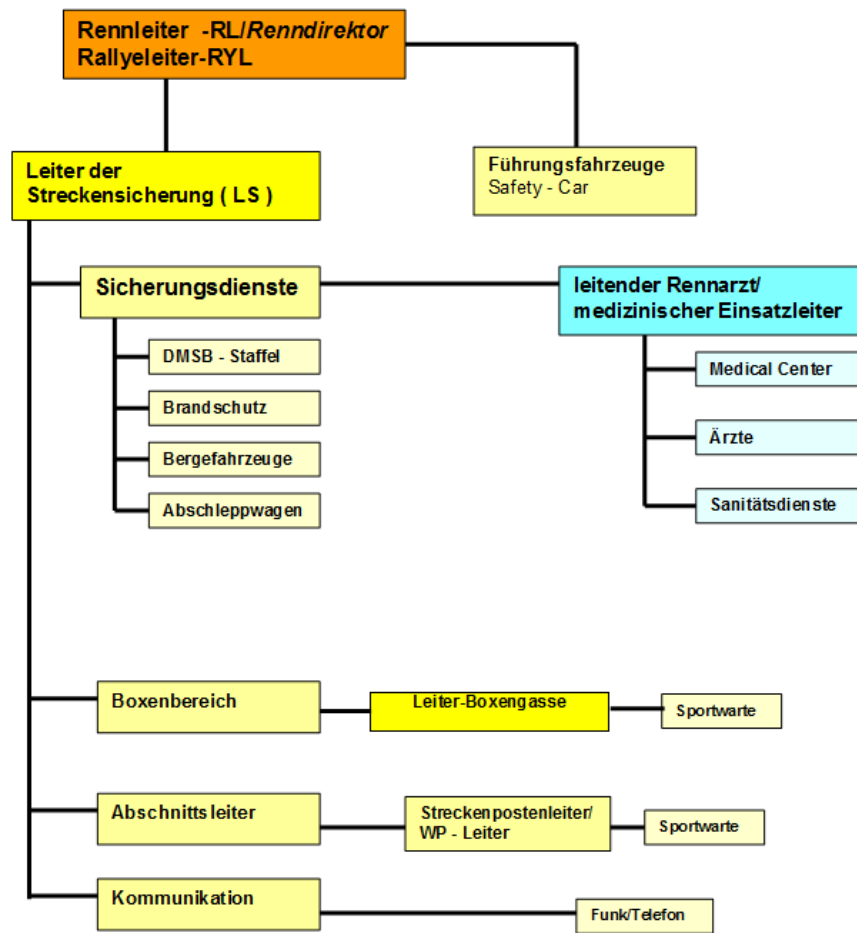 Rennleiter -RL/Renndirektor
Rallyeleiter-RYL
Führungsfahrzeuge
Safety - Car
Leiter der
Streckensicherung ( LS )
Sicherungsdienste
leitender Rennarzt/
medizinischer Einsatzleiter
DMSB - Staffel
Brandschutz
Bergefahrzeuge
Abschleppwagen
Medical Center
Ärzte
Sanitätsdienste
Boxenbereich
Leiter-Boxengasse
Sportwarte
Abschnittsleiter
Streckenpostenleiter/
WP - Leiter
Sportwarte
Kommunikation
Funk/Telefon